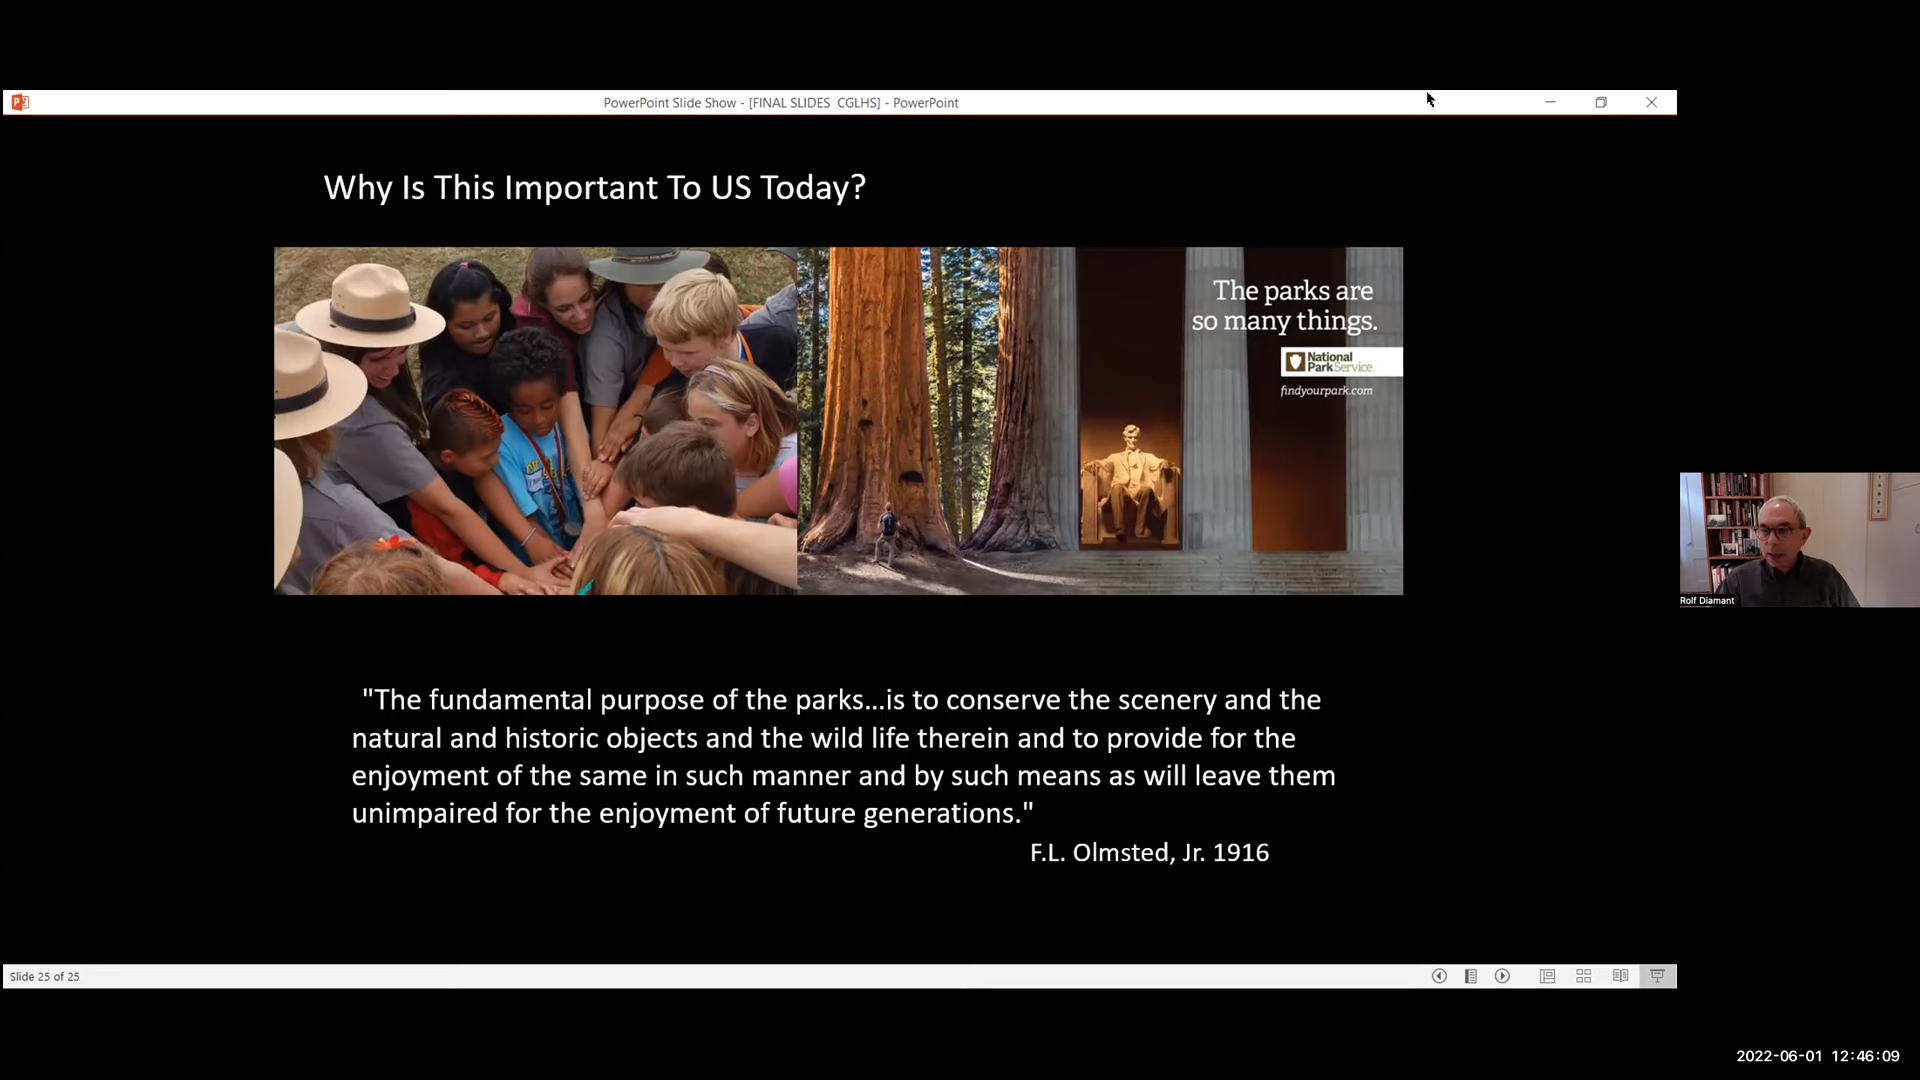 PowerPoint Slide Show - [FINAL SLIDES  CGLHS] - PowerPoint
Why Is This Important To US Today?
The parks are
so many things.
National
ParkService.
findyourpark.com
Rolf Diamant
"The fundamental purpose of the parks...is to conserve the scenery and the
natural and historic objects and the wild life therein and to provide for the
enjoyment of the same in such manner and by such means as will leave them
unimpaired for the enjoyment of future generations."
F.L. Olmsted, Jr. 1916
Slide 25 of 25
2022-06-01 12:46:09